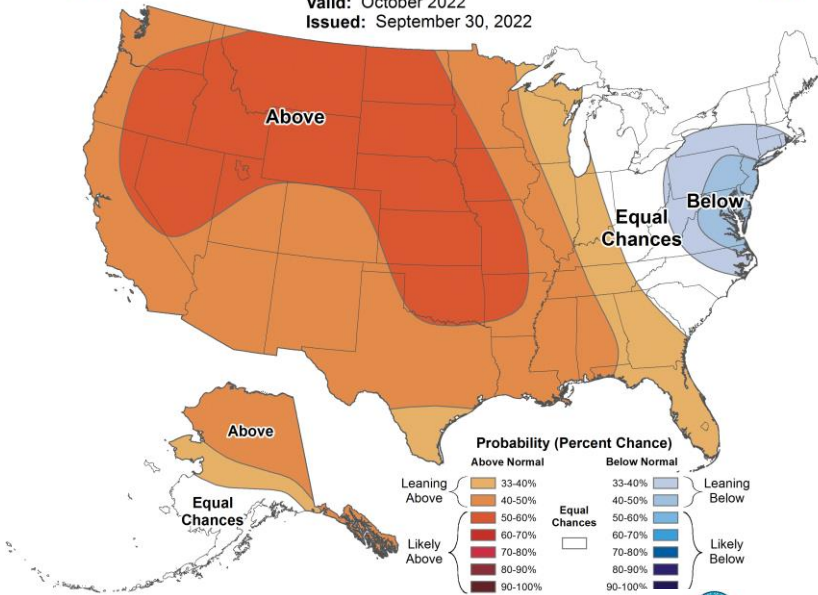 Valid: October 2022
Issued: September 30, 2022
Above
Below
Equal
Chances
Above
Equal
Chances
Probability (Percent Chance)
Above Normal
Below Normal
Leaning
Above
33-40%
40-50%
Likely
Above
50-60%
60-70%
70-80%
80-90%
90-100%
Equal
Chances
33-40%
40-50%
Leaning
Below
50-60%
60-70%
70-80%
80-90%
90-100%
Likely
Below